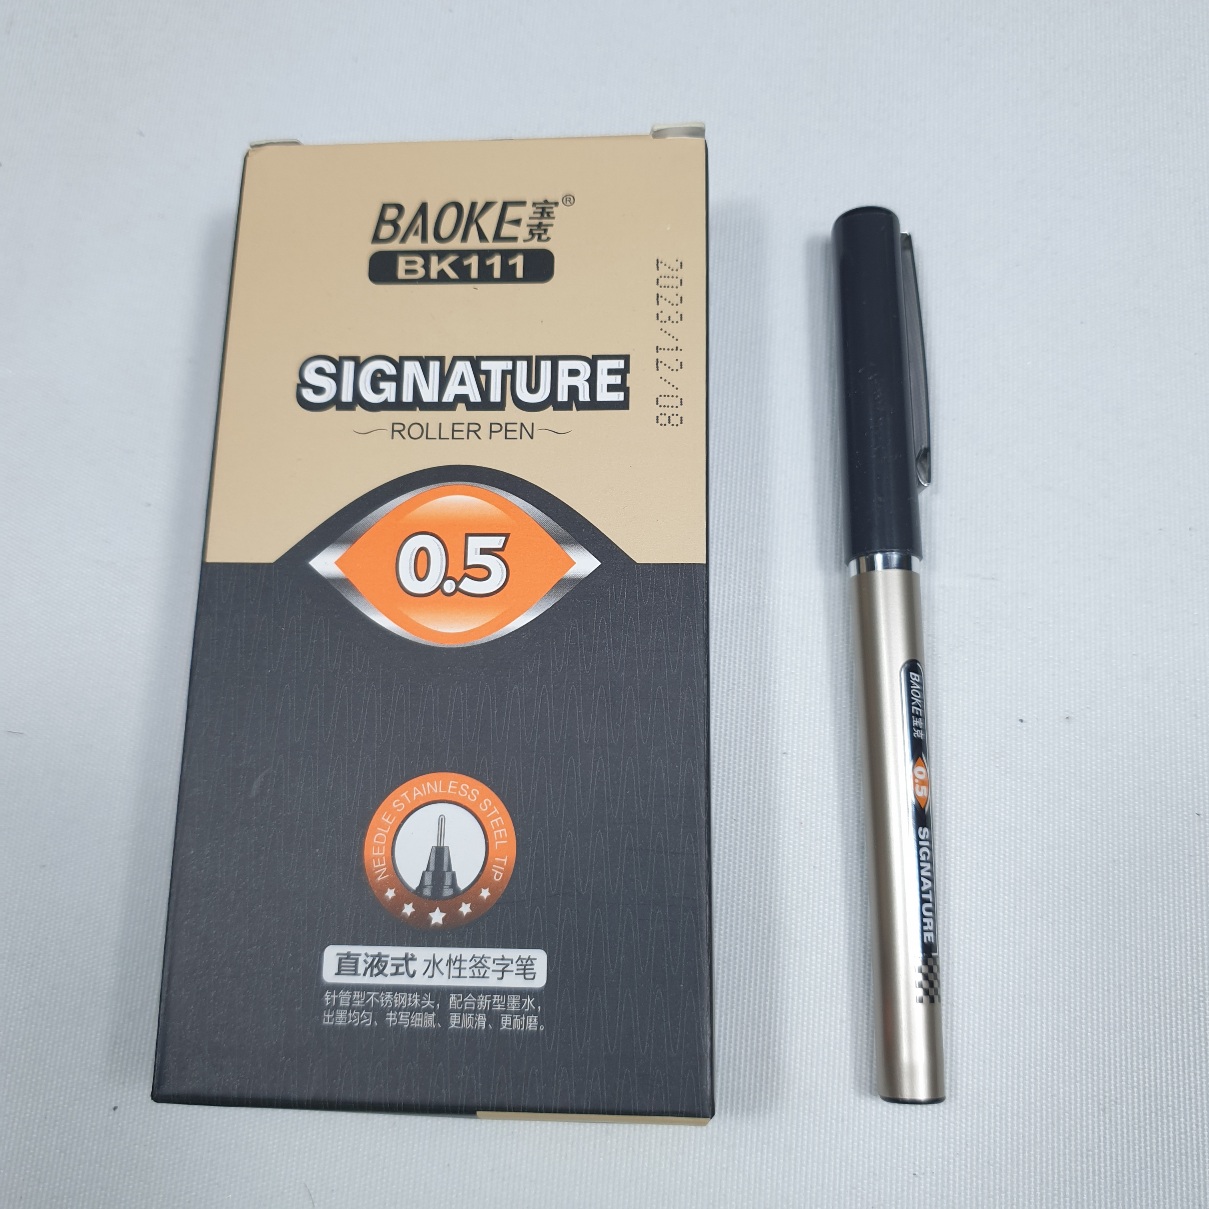 BAOKE宝克®
BK111
2023/12/08
SIGNATURE
ROLLER PEN
0.5
NEEDLE STAINLESS STEEL TIP
直液式 水性签字笔
针管型不锈钢珠头，配合新型墨水，
出墨均匀、书写细腻、更顺滑、更耐磨。
BAOKE宝克 0.5 SIGNATURE